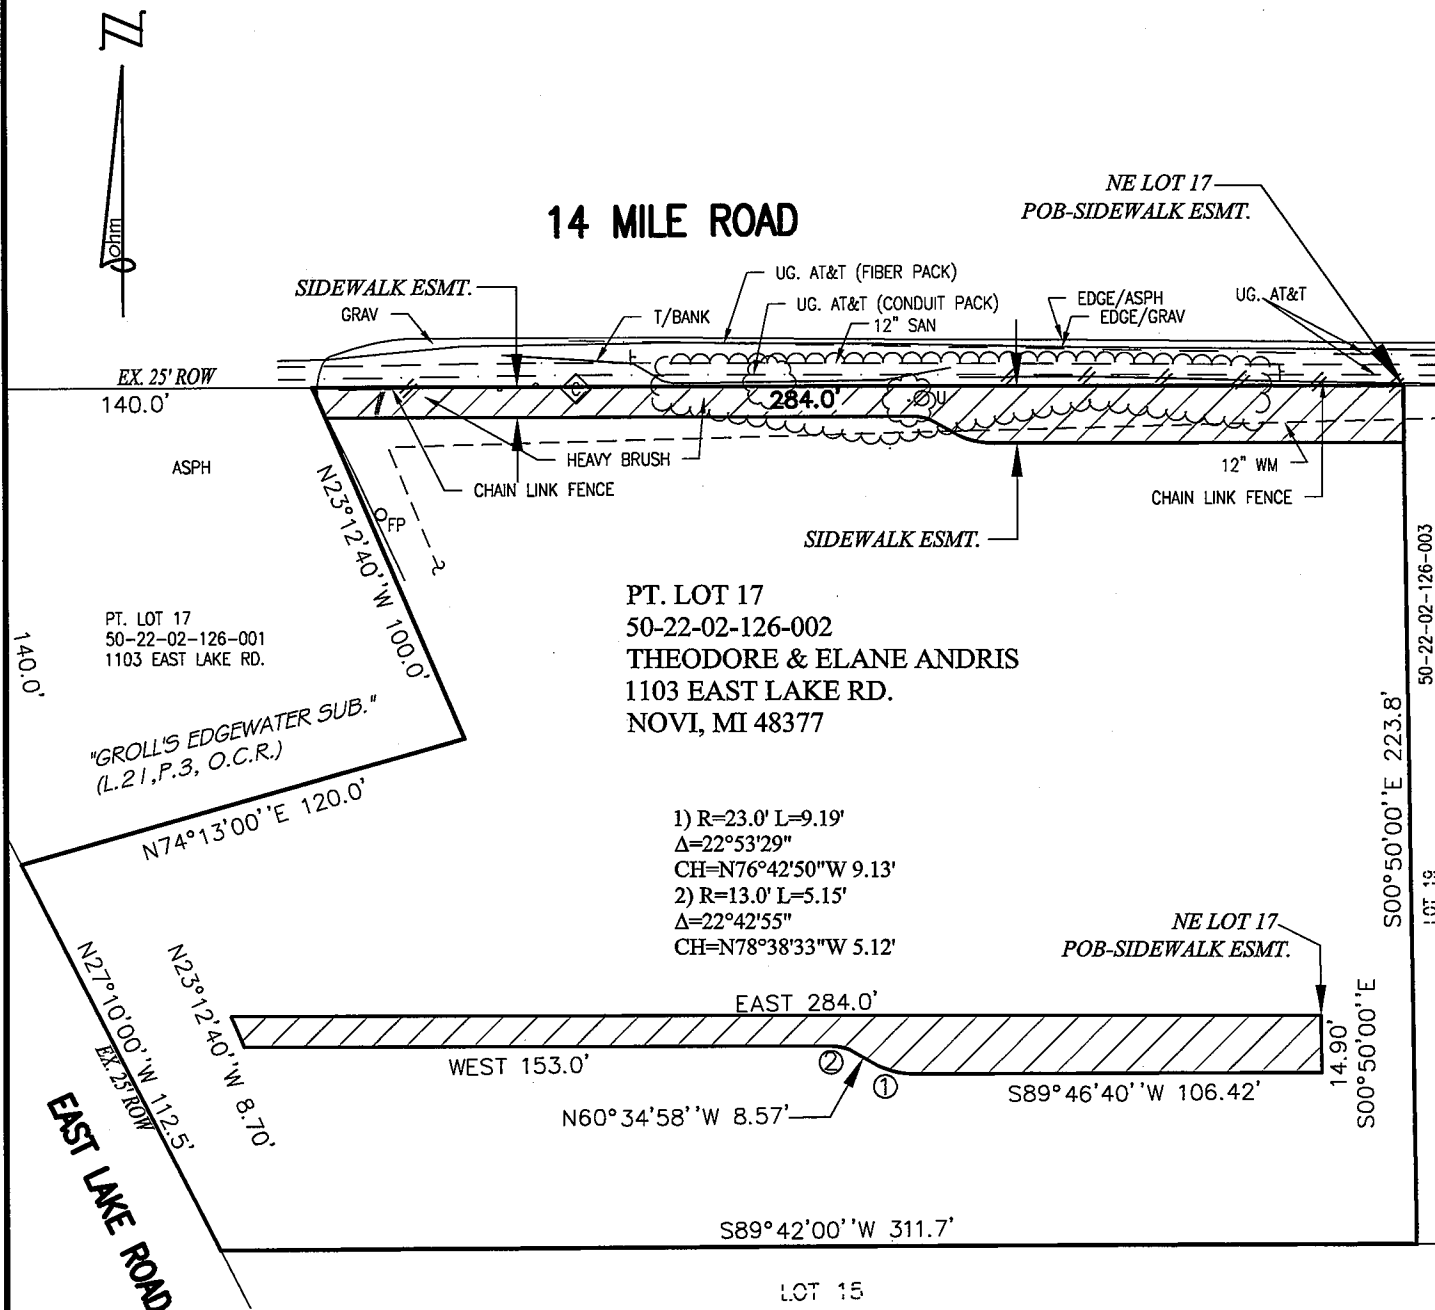 ohm
14 MILE ROAD
NE LOT 17
POB-SIDEWALK ESMT.
SIDEWALK ESMT.
GRAV
T/BANK
UG. AT&T (FIBER PACK)
UG. AT&T (CONDUIT PACK)
12" SAN
EDGE/ASPH
EDGE/GRAV
UG. AT&T
EX. 25' ROW
140.0'
C
284.0'
U
ASPH
HEAVY BRUSH
CHAIN LINK FENCE
12" WM
CHAIN LINK FENCE
FP
SIDEWALK ESMT.
N23°12'40''W 100.0'
PT. LOT 17
50-22-02-126-001
1103 EAST LAKE RD.
140.0'
"GROLL'S EDGEWATER SUB."
(L.21,P.3, O.C.R.)
N74°13'00''E 120.0'
PT. LOT 17
50-22-02-126-002
THEODORE & ELANE ANDRIS
1103 EAST LAKE RD.
NOVI, MI 48377
50-22-02-126-003
S00°50'00''E 223.8'
LOT 19
1) R=23.0' L=9.19'
Δ=22°53'29"
CH=N76°42'50"W 9.13'
2) R=13.0' L=5.15'
Δ=22°42'55"
CH=N78°38'33"W 5.12'
NE LOT 17
POB-SIDEWALK ESMT.
EAST 284.0'
WEST 153.0'
②
①
N60°34'58''W 8.57'
S89°46'40''W 106.42'
14.90'
S00°50'00''E
N23°12'40''W 8.70'
N27°10'00''W 112.5'
EX. 25' ROW
EAST LAKE ROAD
S89°42'00''W 311.7'
LOT 15